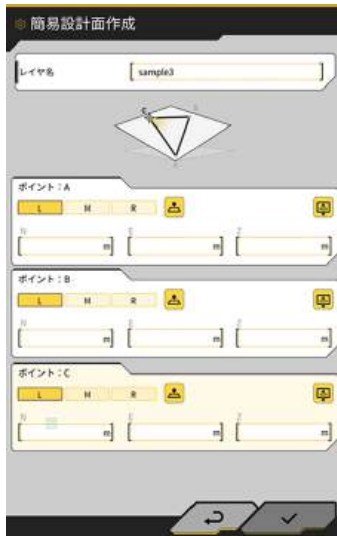 簡易設計面作成
レイヤ名 [ sample3 ]
C
ポイント：A
L M R
N E Z
[ m] [ m] [ m]
ポイント：B
L M R
N E Z
[ m] [ m] [ m]
ポイント：C
L M R
N E Z
[ m] [ m] [ m]